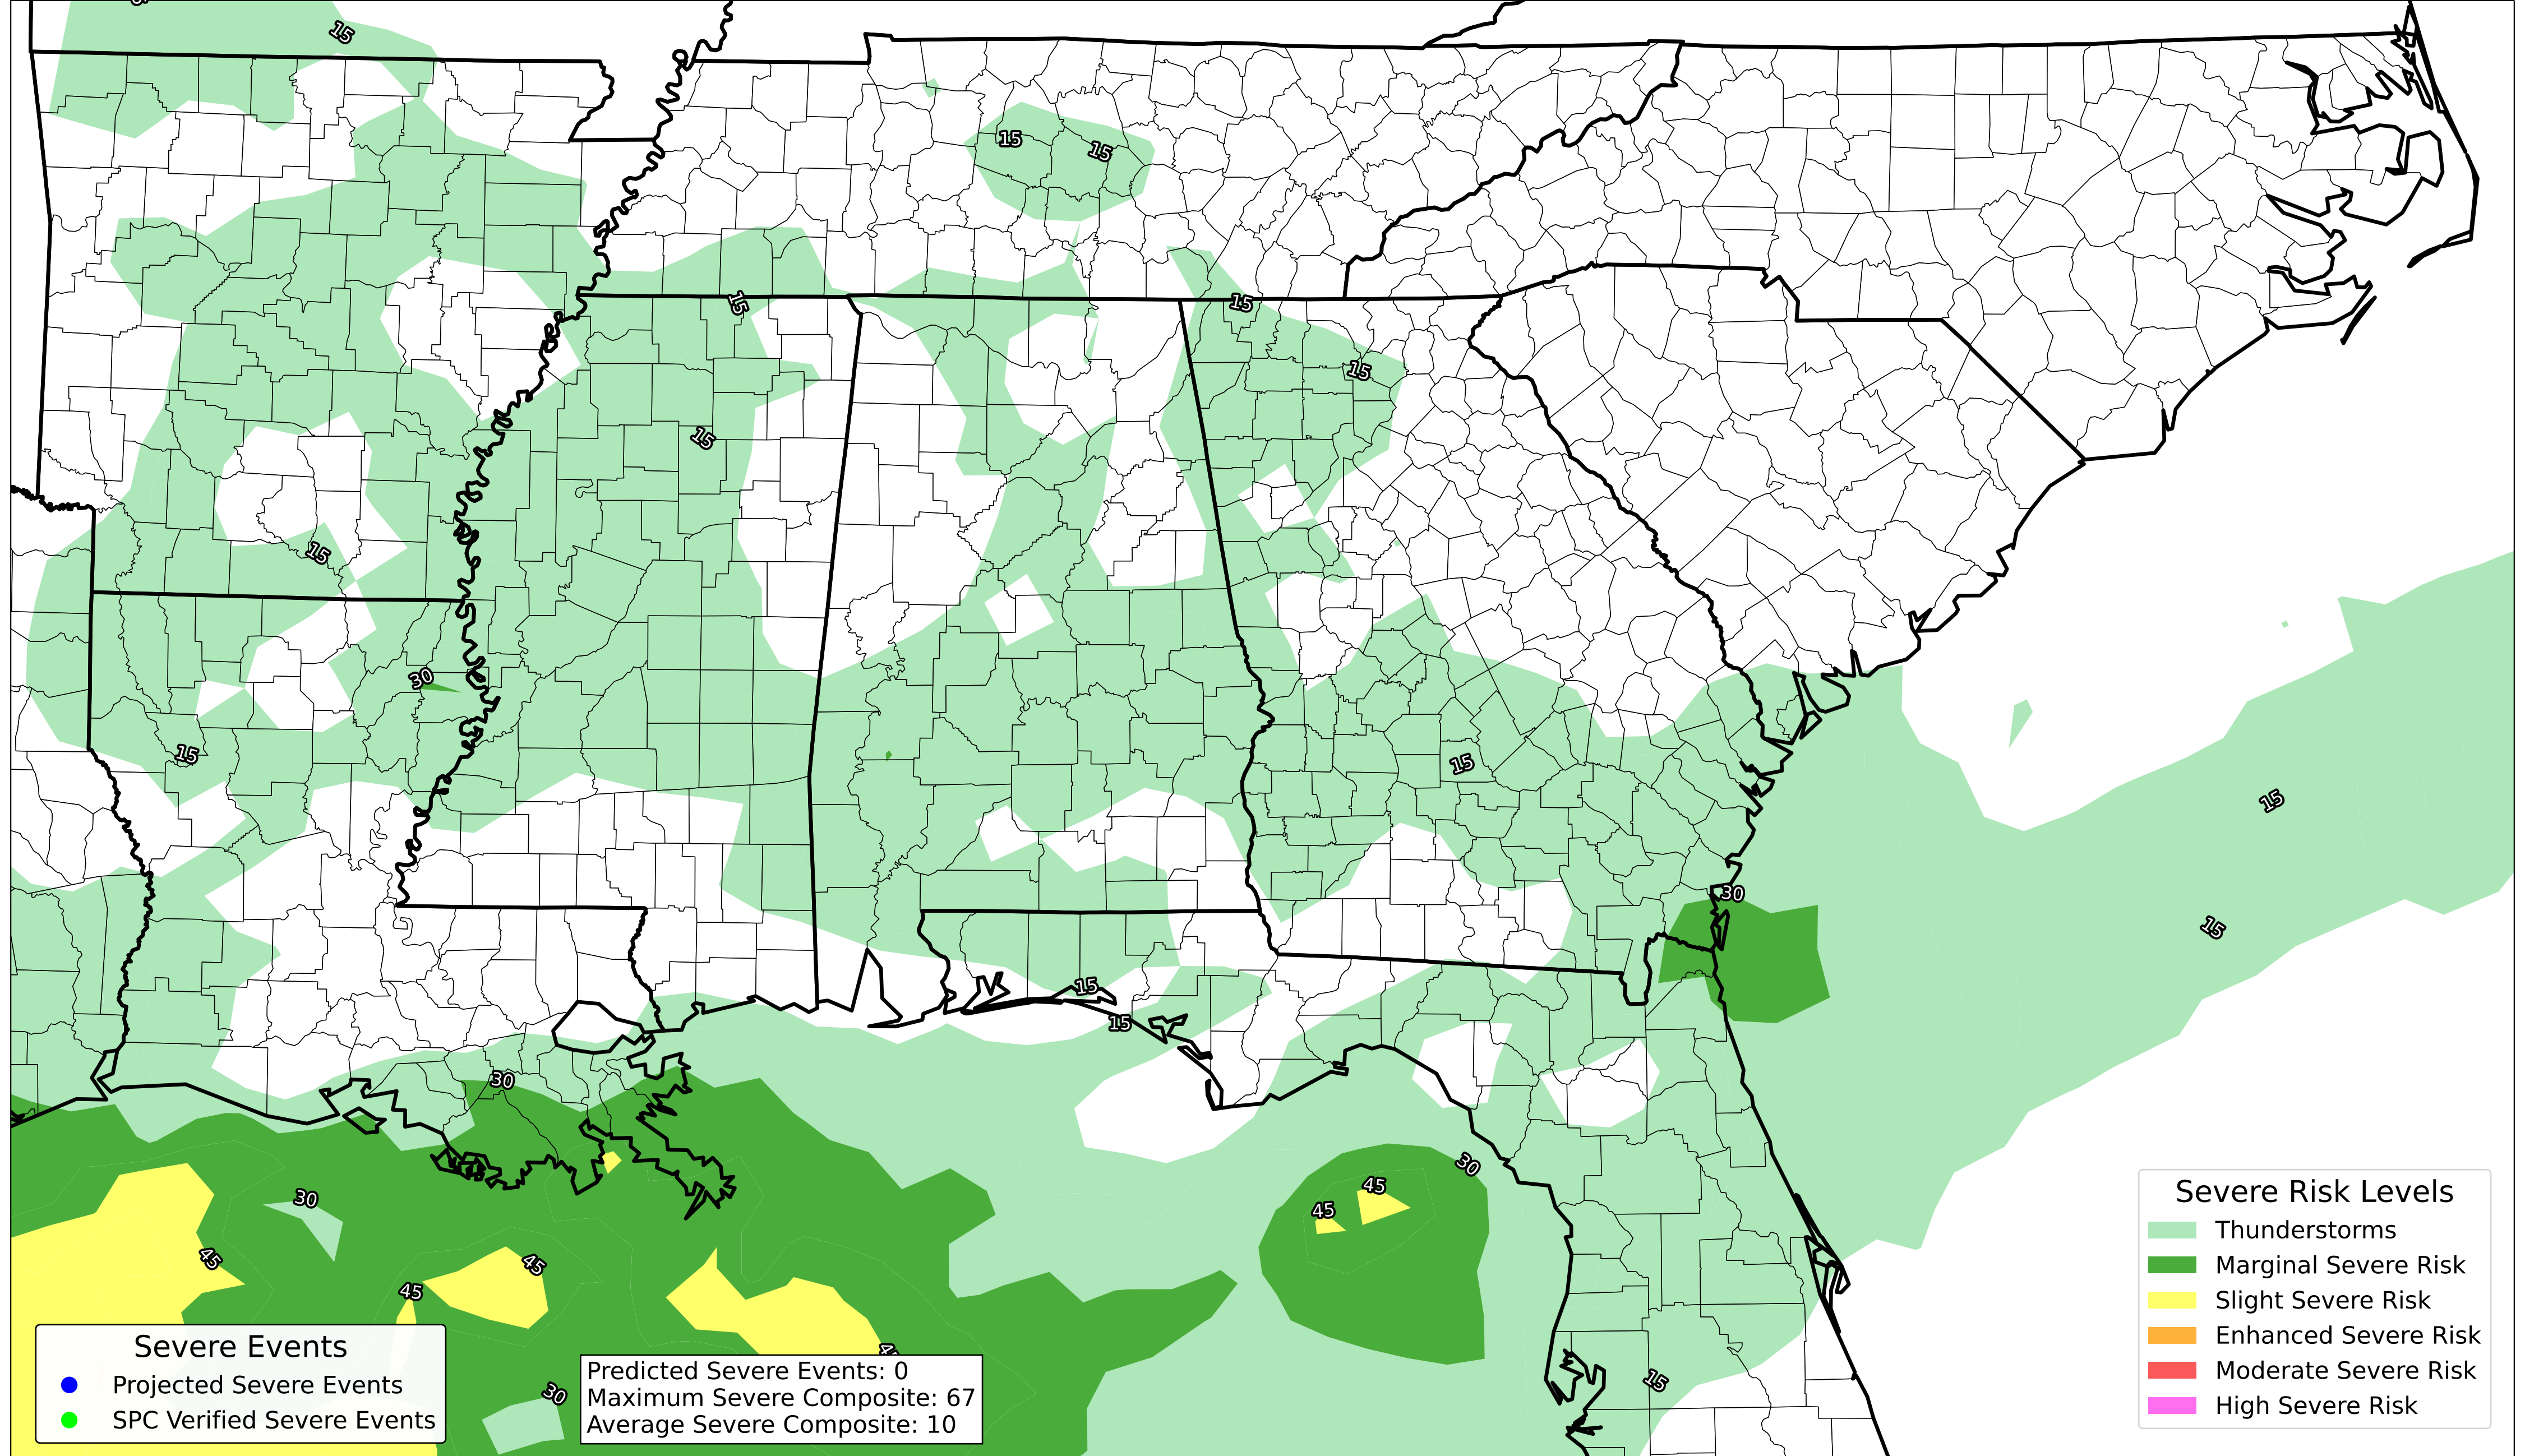 15
15
15
15
15
15
15
15
15
30
15
15
15
30
15
15
15
30
30
45
30
45
45
45
45
30
15
Severe Risk Levels
Thunderstorms
Marginal Severe Risk
Slight Severe Risk
Enhanced Severe Risk
Moderate Severe Risk
High Severe Risk
Severe Events
Projected Severe Events
SPC Verified Severe Events
Predicted Severe Events: 0
Maximum Severe Composite: 67
Average Severe Composite: 10